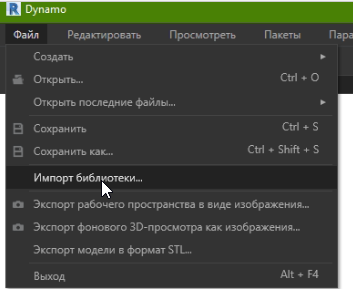 R Dynamo
Файл Редактировать Просмотреть Пакеты Пара
Создать
Открыть... Ctrl + O
Открыть последние файлы...
Сохранить Ctrl + S
Сохранить как... Ctrl + Shift + S
Импорт библиотеки...
Экспорт рабочего пространства в виде изображения...
Экспорт фонового 3D-просмотра как изображения...
Экспорт модели в формат STL...
Выход Alt + F4